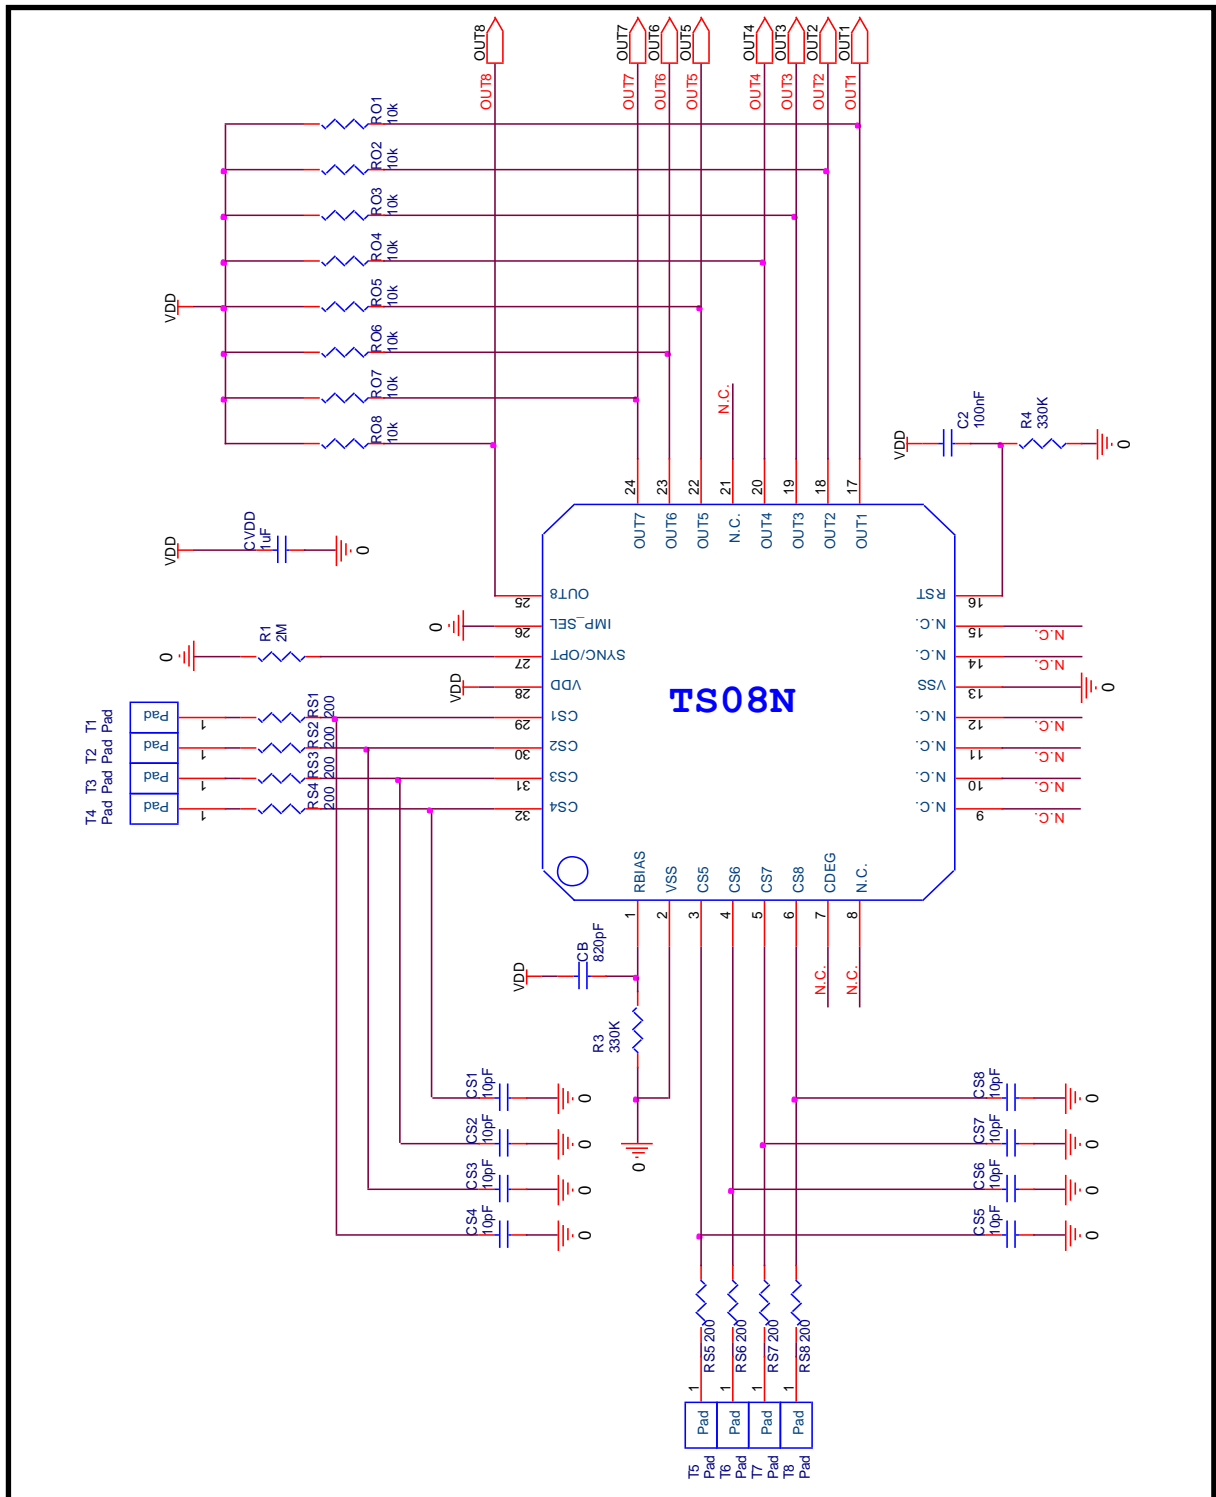 OUT8
OUT7
OUT6
OUT5
OUT4
OUT3
OUT2
OUT1
OUT8
OUT7
OUT6
OUT5
OUT4
OUT3
OUT2
OUT1
RO1
10k
RO2
10k
RO3
10k
RO4
10k
RO5
10k
RO6
10k
RO7
10k
RO8
10k
VDD
N.C.
VDD
C2
100nF
R4
330K
0
VDD
CVDD
1uF
0
24
23
22
21
20
19
18
17
OUT7
OUT6
OUT5
N.C.
OUT4
OUT3
OUT2
OUT1
25
OUT8
26
IMP_SEL
27
SYNC/OPT
28
VDD
29
CS1
30
CS2
31
CS3
32
CS4
0
0
R1
2M
VDD
T1
Pad
T2
Pad
T3
Pad
T4
Pad
Pad
Pad
Pad
Pad
1
1
1
1
RS1
200
RS2
200
RS3
200
RS4
200
TS08N
RST
16
N.C.
15
N.C.
N.C.
14
N.C.
VSS
13
0
N.C.
12
N.C.
N.C.
11
N.C.
N.C.
10
N.C.
N.C.
9
N.C.
RBIAS
VSS
CS5
CS6
CS7
CS8
CDEG
N.C.
1
2
3
4
5
6
7
8
VDD
CB
820pF
N.C.
N.C.
R3
330K
0
CS1
10pF
0
CS2
10pF
0
CS3
10pF
0
CS4
10pF
0
CS8
10pF
0
CS7
10pF
0
CS6
10pF
0
CS5
10pF
0
RS5 200
RS6 200
RS7 200
RS8 200
1
1
1
1
Pad
Pad
Pad
Pad
T5
Pad
T6
Pad
T7
Pad
T8
Pad